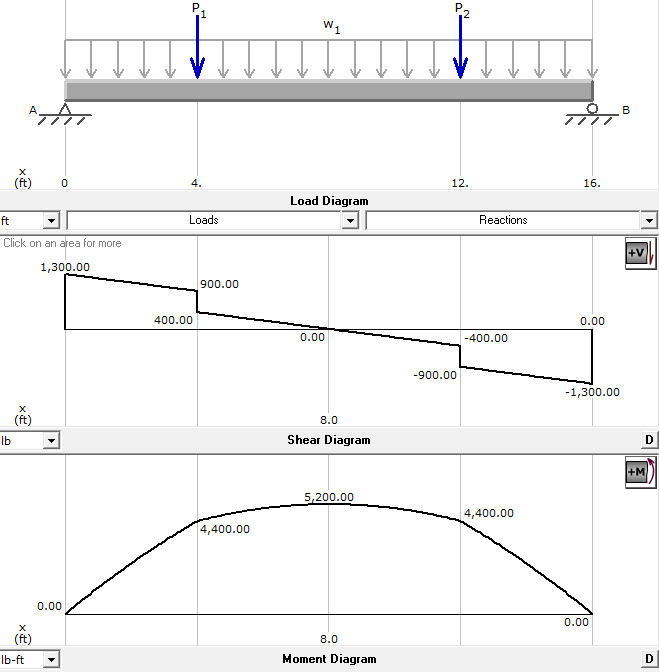 P1 P2
w1
A B
x
(ft) 0 4. 12. 16.
Load Diagram
ft Loads Reactions
Click on an area for more
+V
1,300.00
900.00
400.00 0.00 -400.00 0.00
-900.00 -1,300.00
x
(ft) 8.0
lb Shear Diagram D
+M
5,200.00
4,400.00 4,400.00
0.00 0.00
x
(ft) 8.0
lb-ft Moment Diagram D